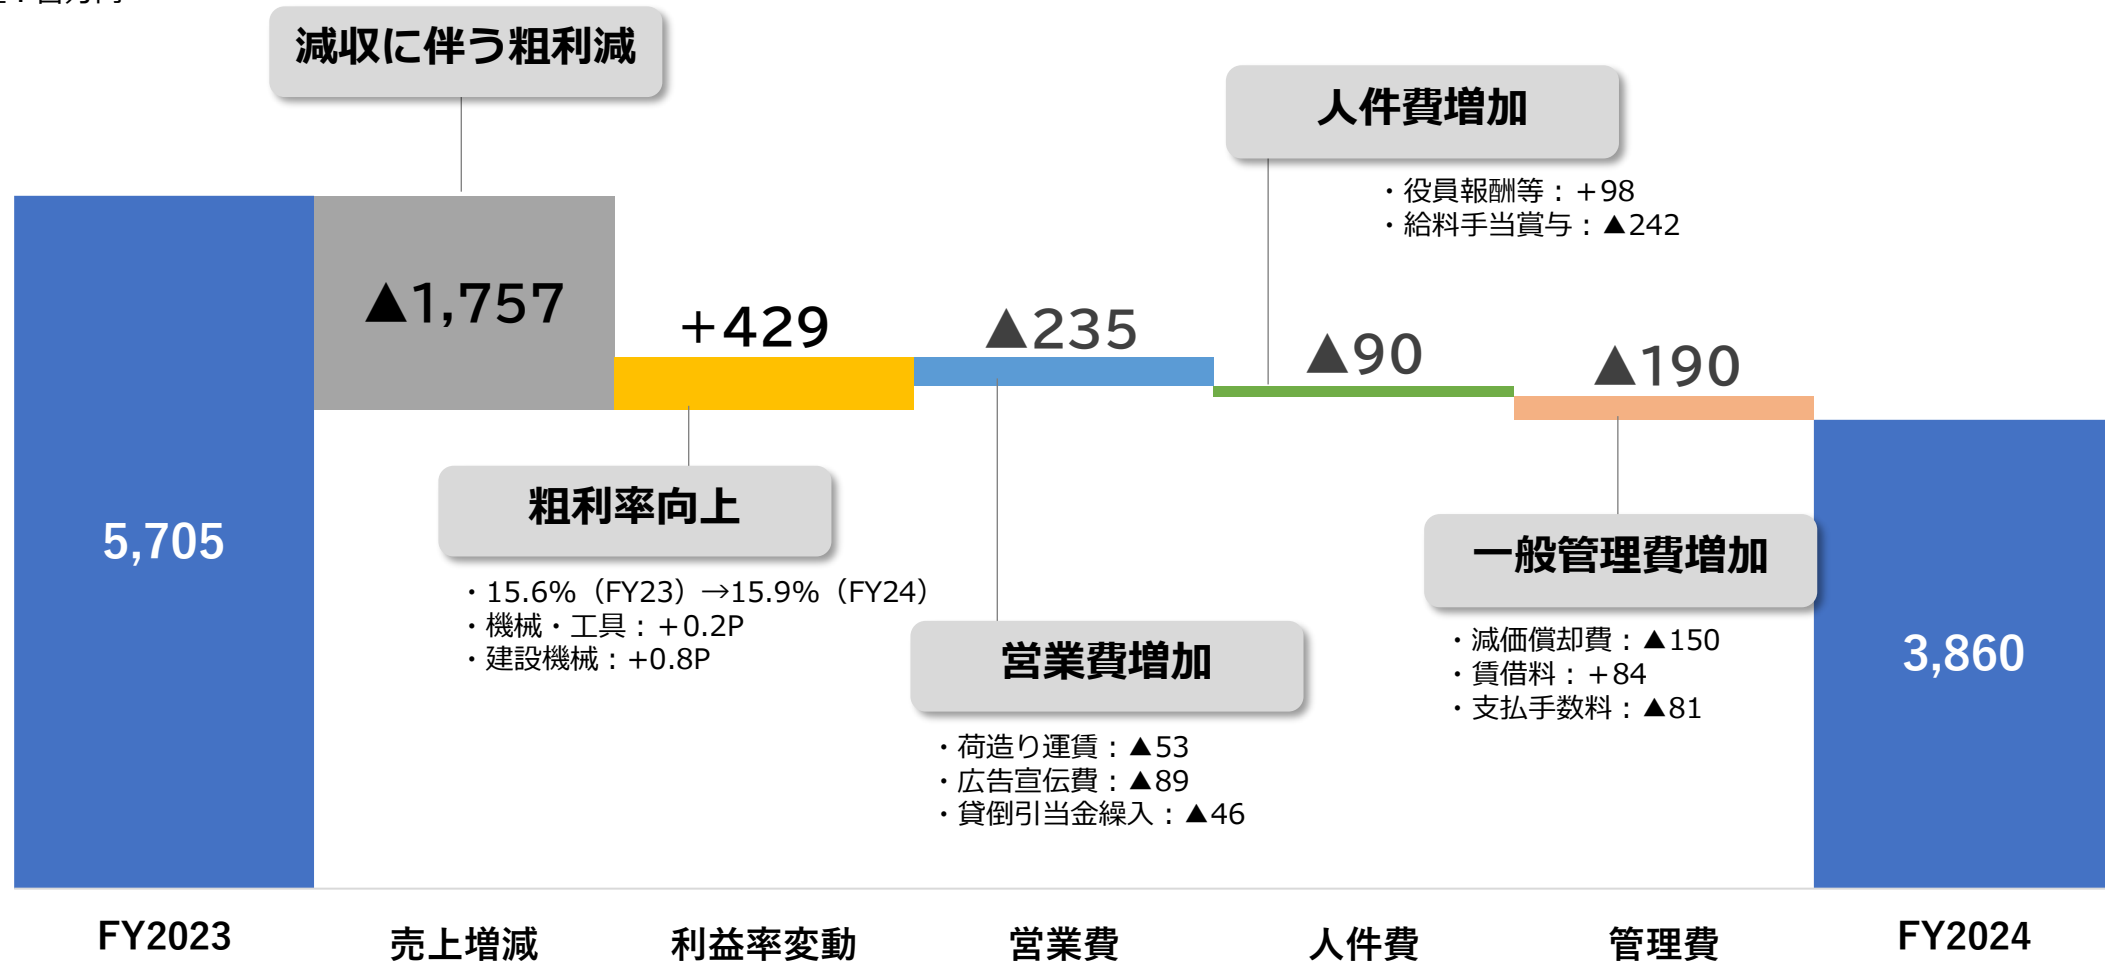 減収に伴う粗利減
人件費増加
・役員報酬等：＋98
・給料手当賞与：▲242
▲1,757
＋429
▲235
▲90
▲190
5,705
粗利率向上
・15.6%（FY23）→15.9%（FY24）
・機械・工具：＋0.2P
・建設機械：+0.8P
営業費増加
・荷造り運賃：▲53
・広告宣伝費：▲89
・貸倒引当金繰入：▲46
一般管理費増加
・減価償却費：▲150
・賃借料：＋84
・支払手数料：▲81
3,860
FY2023
売上増減
利益率変動
営業費
人件費
管理費
FY2024